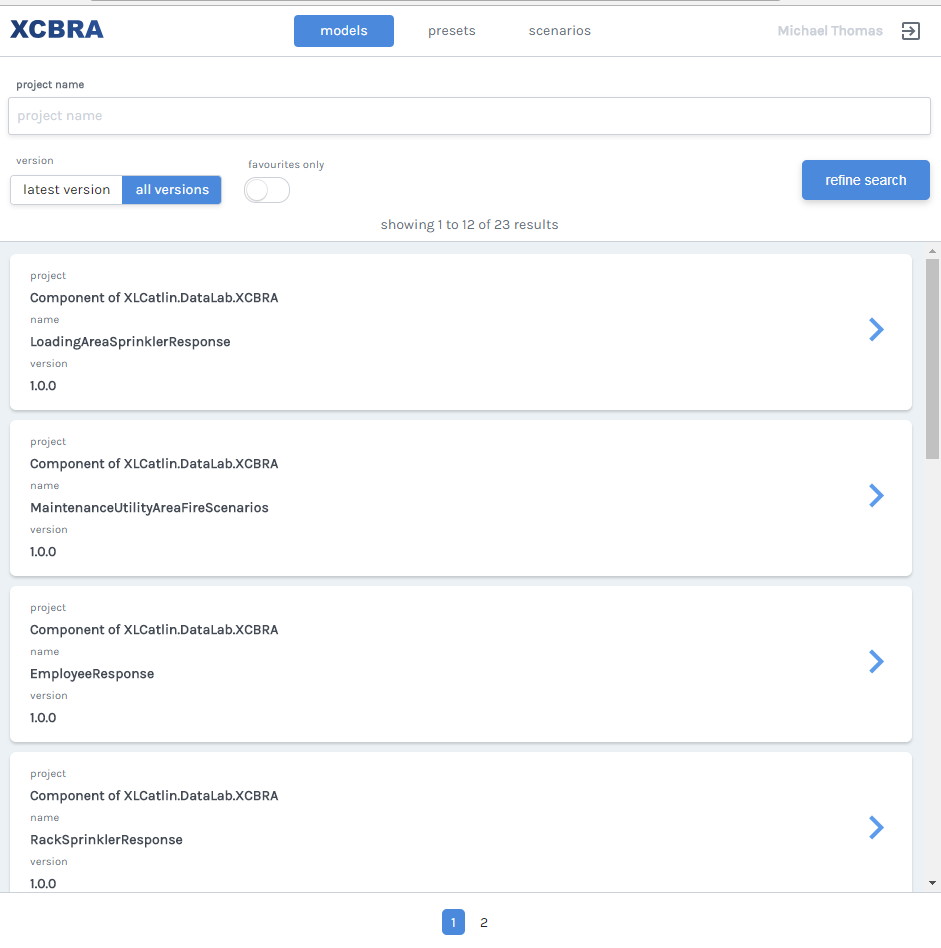 XCBRA
models presets scenarios Michael Thomas
project name
project name
version favourites only
latest version all versions refine search
showing 1 to 12 of 23 results
project
Component of XLCatlin.DataLab.XCBRA
name
LoadingAreaSprinklerResponse
version
1.0.0
project
Component of XLCatlin.DataLab.XCBRA
name
MaintenanceUtilityAreaFireScenarios
version
1.0.0
project
Component of XLCatlin.DataLab.XCBRA
name
EmployeeResponse
version
1.0.0
project
Component of XLCatlin.DataLab.XCBRA
name
RackSprinklerResponse
version
1.0.0
1 2